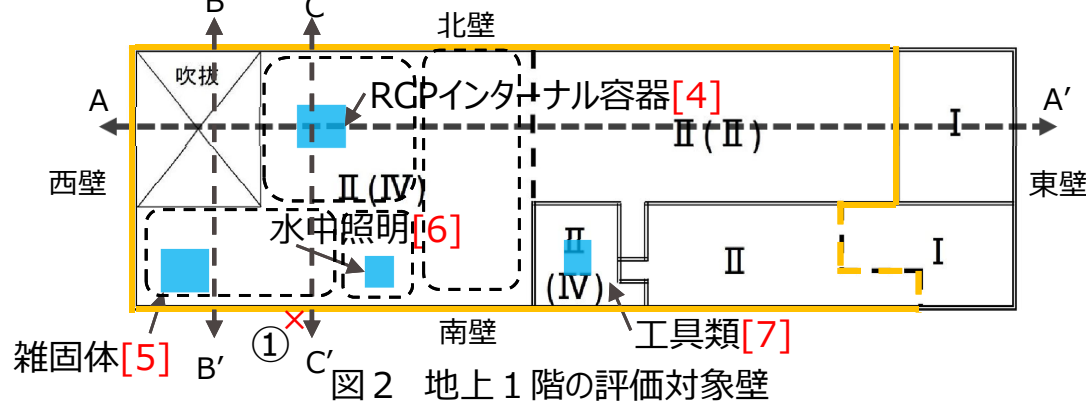 B
C
北壁
吹抜
RCPインターナル容器[4]
A
A′
Ⅱ(Ⅱ)
Ⅰ
西壁
東壁
Ⅱ(Ⅳ)
水中照明[6]
Ⅱ
(Ⅳ)
Ⅱ
Ⅰ
雑固体[5]
①
B′
C′
南壁
工具類[7]
図２　地上１階の評価対象壁